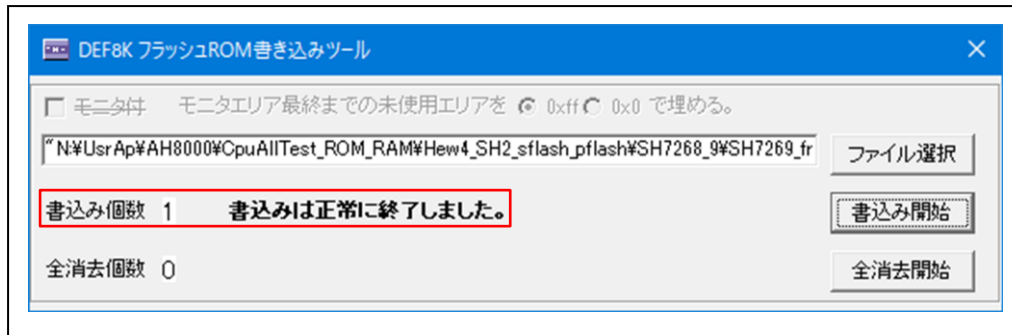 DEF8K フラッシュROM書き込みツール
モニタ付 モニタエリア最終までの未使用エリアを 0xff 0x0 で埋める。
"N:¥UsrAp¥AH8000¥CpuAllTest_ROM_RAM¥Hew4_SH2_sflash_pflash¥SH7268_9¥SH7269_fr
ファイル選択
書込み個数 1 書込みは正常に終了しました。
書込み開始
全消去個数 0
全消去開始